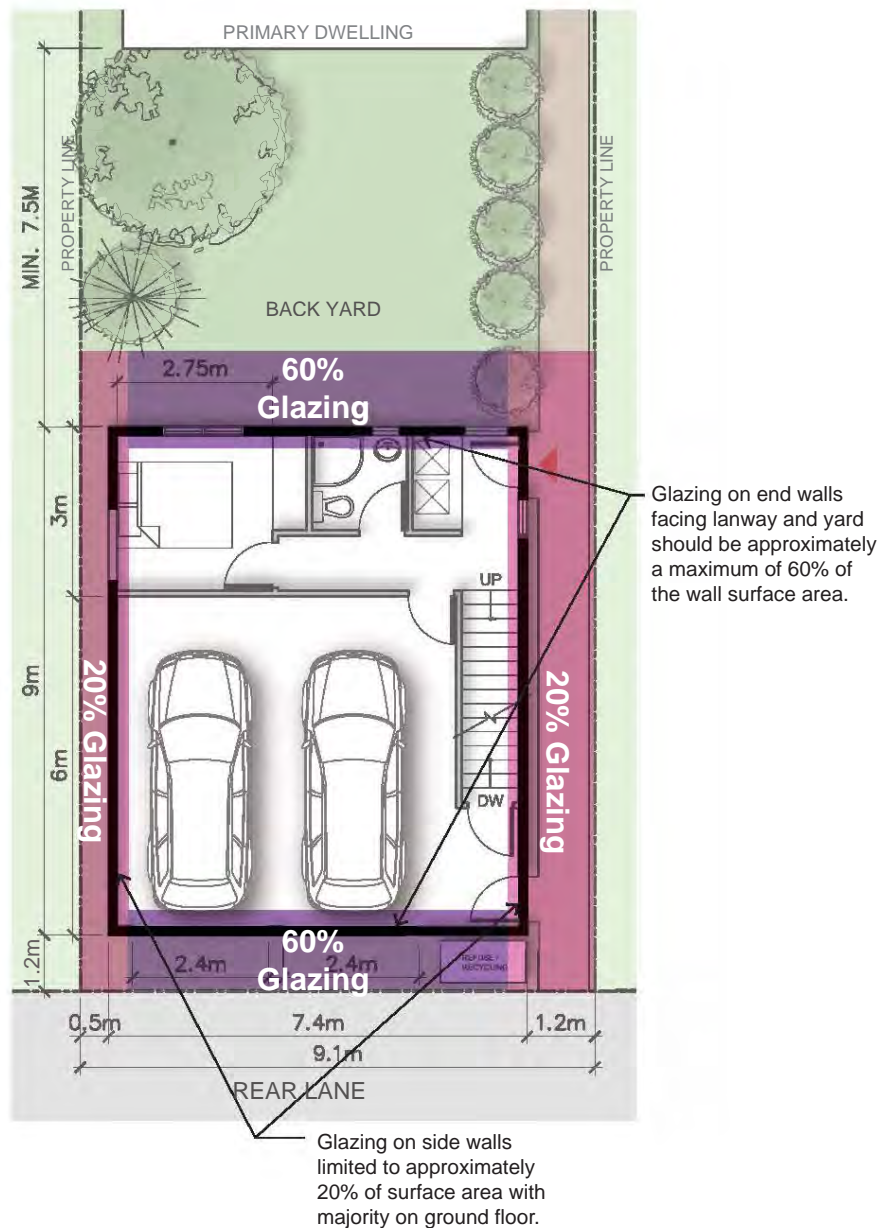 PRIMARY DWELLING
PROPERTY LINE
PROPERTY LINE
MIN. 7.5M
BACK YARD
2.75m
60%
Glazing
3m
UP
Glazing on end walls
facing lanway and yard
should be approximately
a maximum of 60% of
the wall surface area.
9m
6m
20% Glazing
20% Glazing
DW
1.2m
60%
Glazing
2.4m
2.4m
REFUSE/
RECYCLING
0.5m
7.4m
1.2m
9.1m
REAR LANE
Glazing on side walls
limited to approximately
20% of surface area with
majority on ground floor.